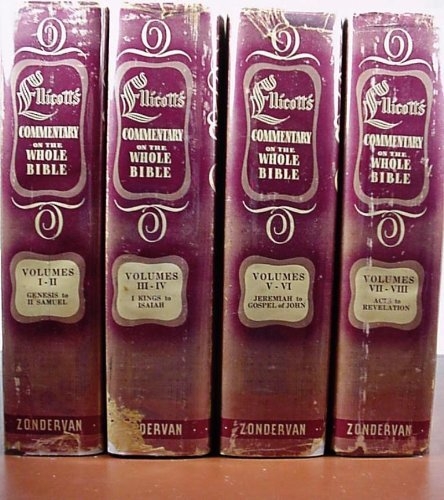 Ellicott's
COMMENTARY
ON THE
WHOLE
BIBLE
VOLUMES
I-II
GENESIS to
II SAMUEL
ZONDERVAN
Ellicott's
COMMENTARY
ON THE
WHOLE
BIBLE
VOLUMES
III-IV
I KINGS to
ISAIAH
ZONDERVAN
Ellicott's
COMMENTARY
ON THE
WHOLE
BIBLE
VOLUMES
V-VI
JEREMIAH to
GOSPEL of JOHN
ZONDERVAN
Ellicott's
COMMENTARY
ON THE
WHOLE
BIBLE
VOLUMES
VII-VIII
ACTS to
REVELATION
ZONDERVAN